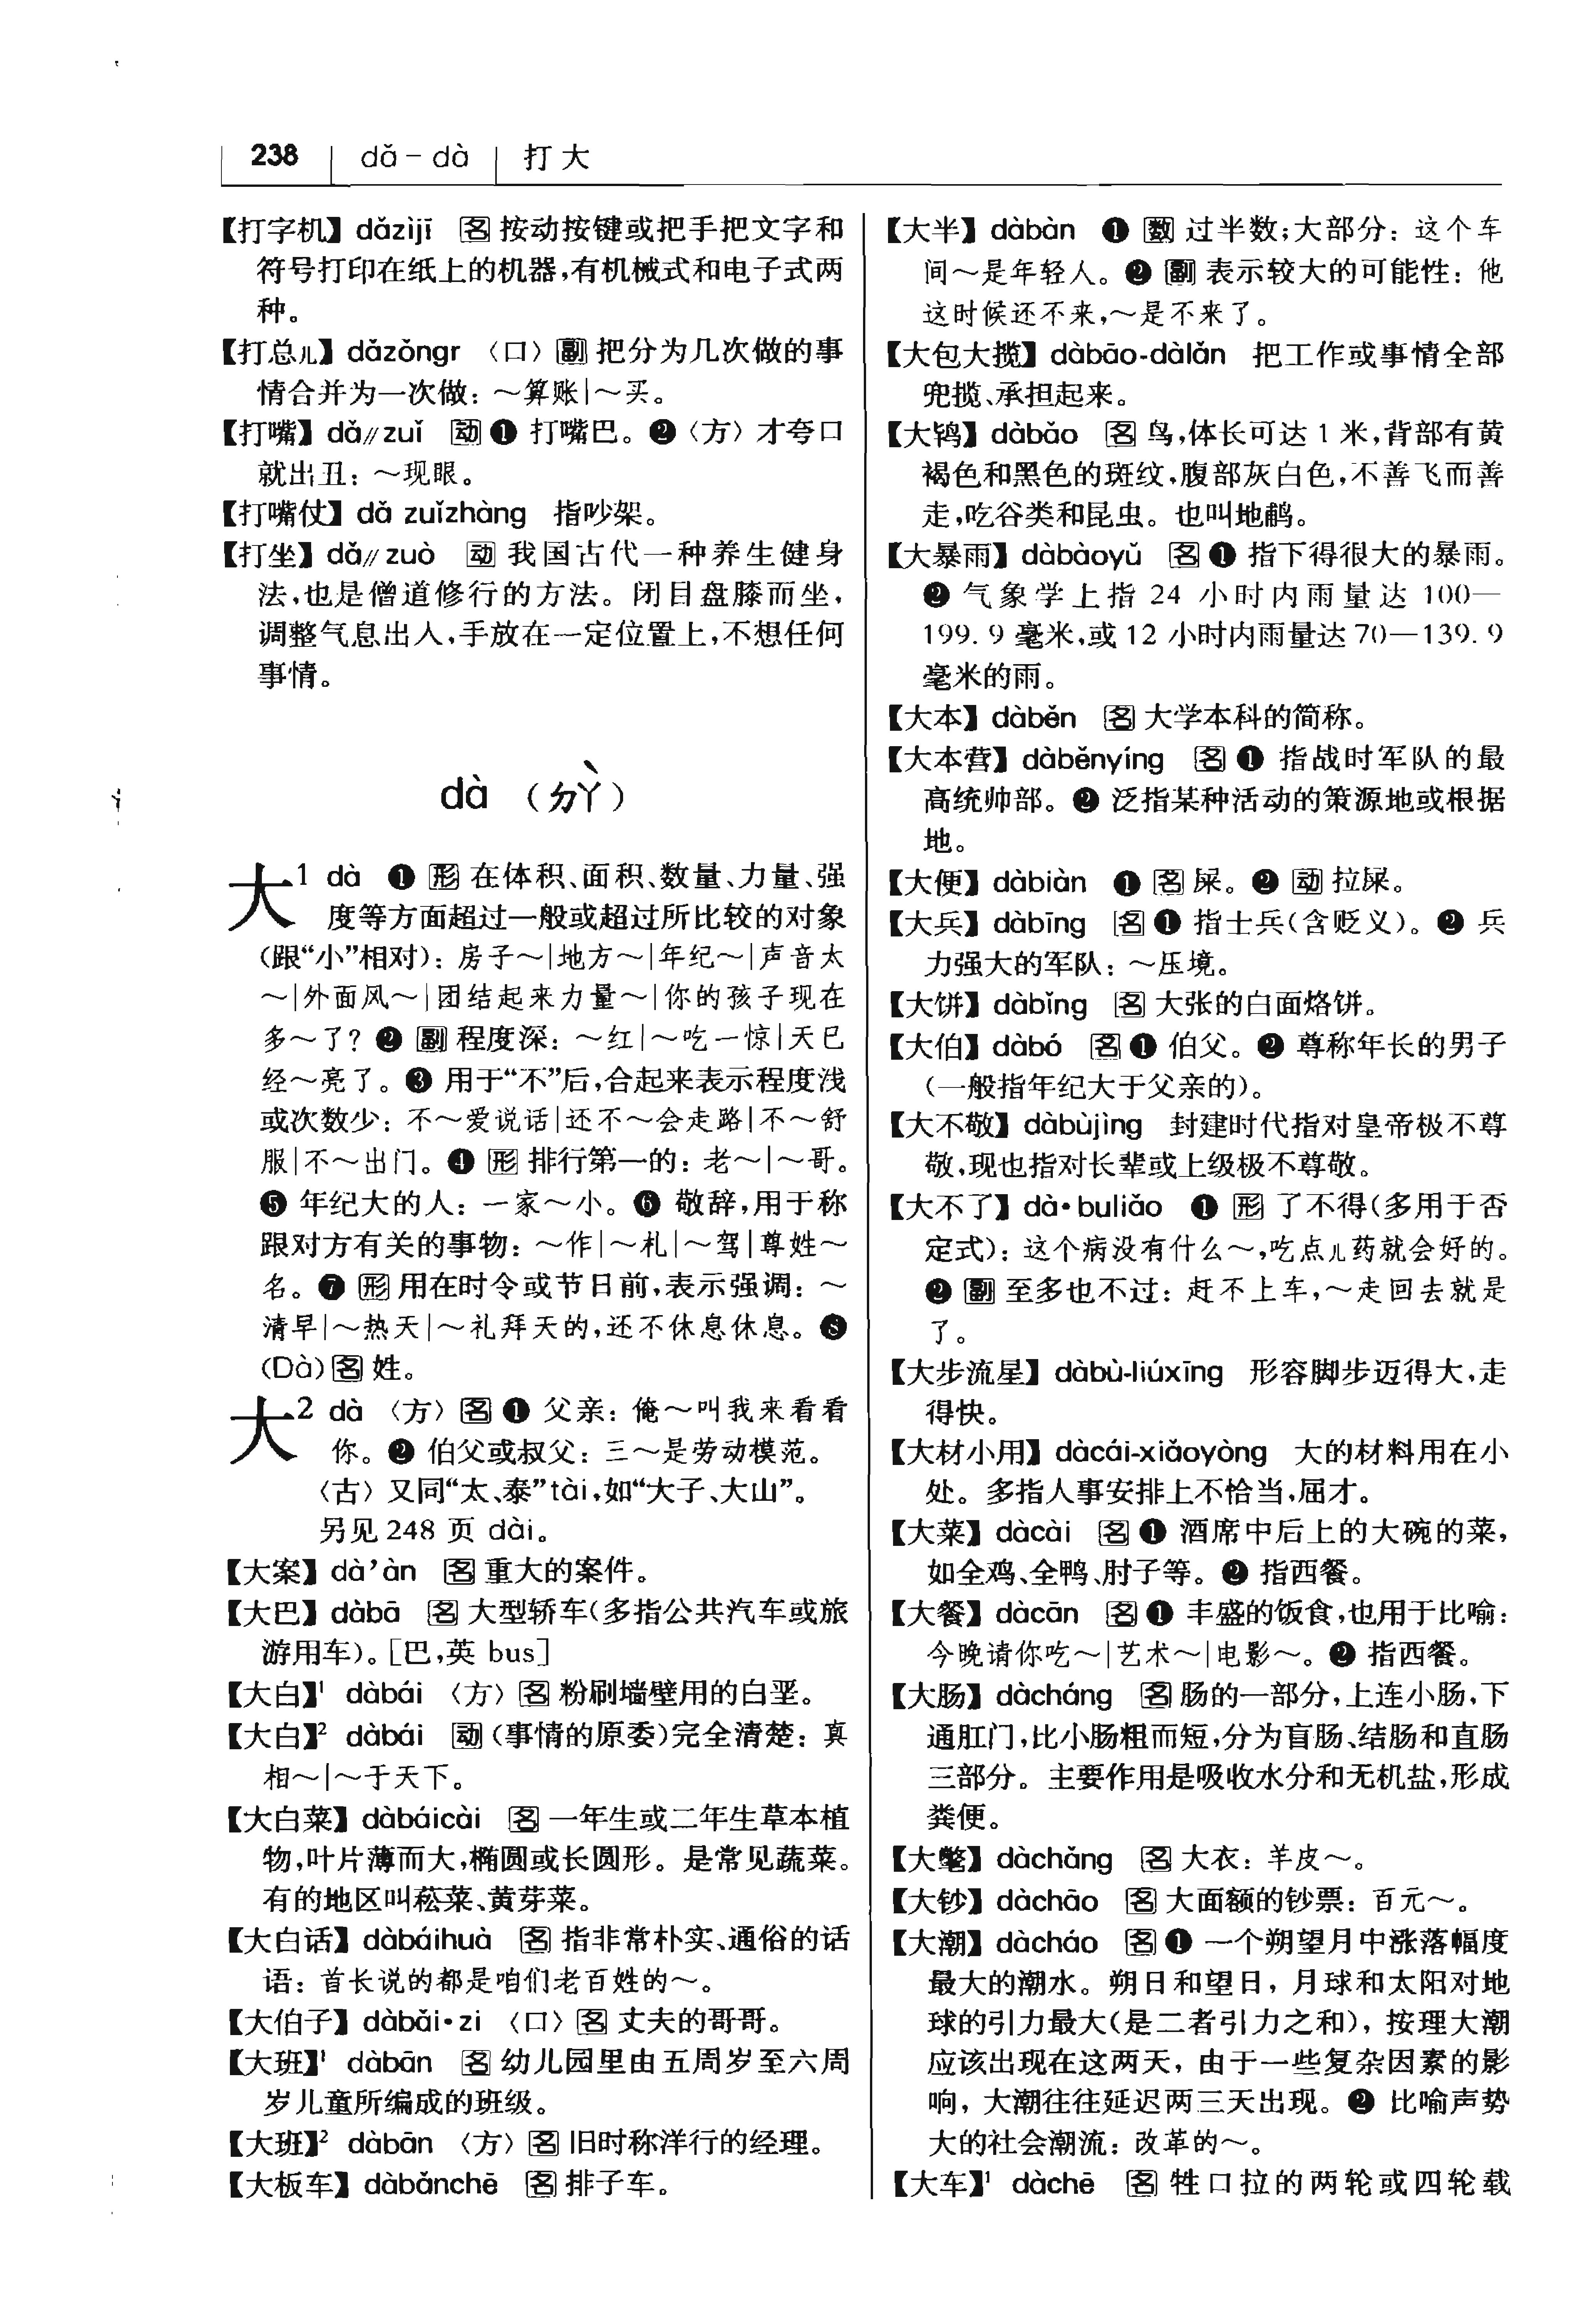 238 dǎ－dà 打大
【打字机】dǎzìjī 名 按动按键或把手把文字和
符号打印在纸上的机器，有机械式和电子式两
种。
【打总儿】dǎzǒngr 〈口〉副 把分为几次做的事
情合并为一次做：～算账｜～买。
【打嘴】dǎ∥zuǐ 动 ❶ 打嘴巴。❷〈方〉才夸口
就出丑：～现眼。
【打嘴仗】dǎ zuǐzhàng 指吵架。
【打坐】dǎ∥zuò 动 我国古代一种养生健身
法，也是僧道修行的方法。闭目盘膝而坐，
调整气息出入，手放在一定位置上，不想任何
事情。
dà （ㄉㄚˋ）
大1 dà ❶ 形 在体积、面积、数量、力量、强
度等方面超过一般或超过所比较的对象
（跟“小”相对）：房子～｜地方～｜年纪～｜声音太
～｜外面风～｜团结起来力量～｜你的孩子现在
多～了？❷ 副 程度深：～红｜～吃一惊｜天已
经～亮了。❸ 用于“不”后，合起来表示程度浅
或次数少：不～爱说话｜还不～会走路｜不～舒
服｜不～出门。❹ 形 排行第一的：老～｜～哥。
❺ 年纪大的人：一家～小。❻ 敬辞，用于称
跟对方有关的事物：～作｜～札｜～驾｜尊姓～
名。❼ 形 用在时令或节日前，表示强调：～
清早｜～热天｜～礼拜天的，还不休息休息。❽
（Dà）名 姓。
大2 dà 〈方〉名 ❶ 父亲：俺～叫我来看看
你。❷ 伯父或叔父：三～是劳动模范。
〈古〉又同“太、泰”tài，如“大子、大山”。
另见 248 页 dài。
【大案】dà’àn 名 重大的案件。
【大巴】dàbā 名 大型轿车（多指公共汽车或旅
游用车）。［巴，英 bus］
【大白】1 dàbái 〈方〉名 粉刷墙壁用的白垩。
【大白】2 dàbái 动（事情的原委）完全清楚：真
相～｜～于天下。
【大白菜】dàbáicài 名 一年生或二年生草本植
物，叶片薄而大，椭圆或长圆形。是常见蔬菜。
有的地区叫菘菜、黄芽菜。
【大白话】dàbáihuà 名 指非常朴实、通俗的话
语：首长说的都是咱们老百姓的～。
【大伯子】dàbǎi·zi 〈口〉名 丈夫的哥哥。
【大班】1 dàbān 名 幼儿园里由五周岁至六周
岁儿童所编成的班级。
【大班】2 dàbān 〈方〉名 旧时称洋行的经理。
【大板车】dàbǎnchē 名 排子车。
【大半】dàbàn ❶ 数 过半数；大部分：这个车
间～是年轻人。❷ 副 表示较大的可能性：他
这时候还不来，～是不来了。
【大包大揽】dàbāo-dàlǎn 把工作或事情全部
兜揽、承担起来。
【大鸨】dàbǎo 名 鸟，体长可达 1 米，背部有黄
褐色和黑色的斑纹，腹部灰白色，不善飞而善
走，吃谷类和昆虫。也叫地䴔。
【大暴雨】dàbàoyǔ 名 ❶ 指下得很大的暴雨。
❷ 气象学上指 24 小时内雨量达 100—
199.9 毫米，或 12 小时内雨量达 70—139.9
毫米的雨。
【大本】dàběn 名 大学本科的简称。
【大本营】dàběnyíng 名 ❶ 指战时军队的最
高统帅部。❷ 泛指某种活动的策源地或根据
地。
【大便】dàbiàn ❶ 名 屎。❷ 动 拉屎。
【大兵】dàbīng 名 ❶ 指士兵（含贬义）。❷ 兵
力强大的军队：～压境。
【大饼】dàbǐng 名 大张的白面烙饼。
【大伯】dàbó 名 ❶ 伯父。❷ 尊称年长的男子
（一般指年纪大于父亲的）。
【大不敬】dàbùjìng 封建时代指对皇帝极不尊
敬，现也指对长辈或上级极不尊敬。
【大不了】dà·buliǎo ❶ 形 了不得（多用于否
定式）：这个病没有什么～，吃点儿药就会好的。
❷ 副 至多也不过：赶不上车，～走回去就是
了。
【大步流星】dàbù-liúxīng 形容脚步迈得大，走
得快。
【大材小用】dàcái-xiǎoyòng 大的材料用在小
处。多指人事安排上不恰当，屈才。
【大菜】dàcài 名 ❶ 酒席中后上的大碗的菜，
如全鸡、全鸭、肘子等。❷ 指西餐。
【大餐】dàcān 名 ❶ 丰盛的饭食，也用于比喻：
今晚请你吃～｜艺术～｜电影～。❷ 指西餐。
【大肠】dàcháng 名 肠的一部分，上连小肠，下
通肛门，比小肠粗而短，分为盲肠、结肠和直肠
三部分。主要作用是吸收水分和无机盐，形成
粪便。
【大氅】dàchǎng 名 大衣：羊皮～。
【大钞】dàchāo 名 大面额的钞票：百元～。
【大潮】dàcháo 名 ❶ 一个朔望月中涨落幅度
最大的潮水。朔日和望日，月球和太阳对地
球的引力最大（是二者引力之和），按理大潮
应该出现在这两天，由于一些复杂因素的影
响，大潮往往延迟两三天出现。❷ 比喻声势
大的社会潮流：改革的～。
【大车】1 dàchē 名 牲口拉的两轮或四轮载